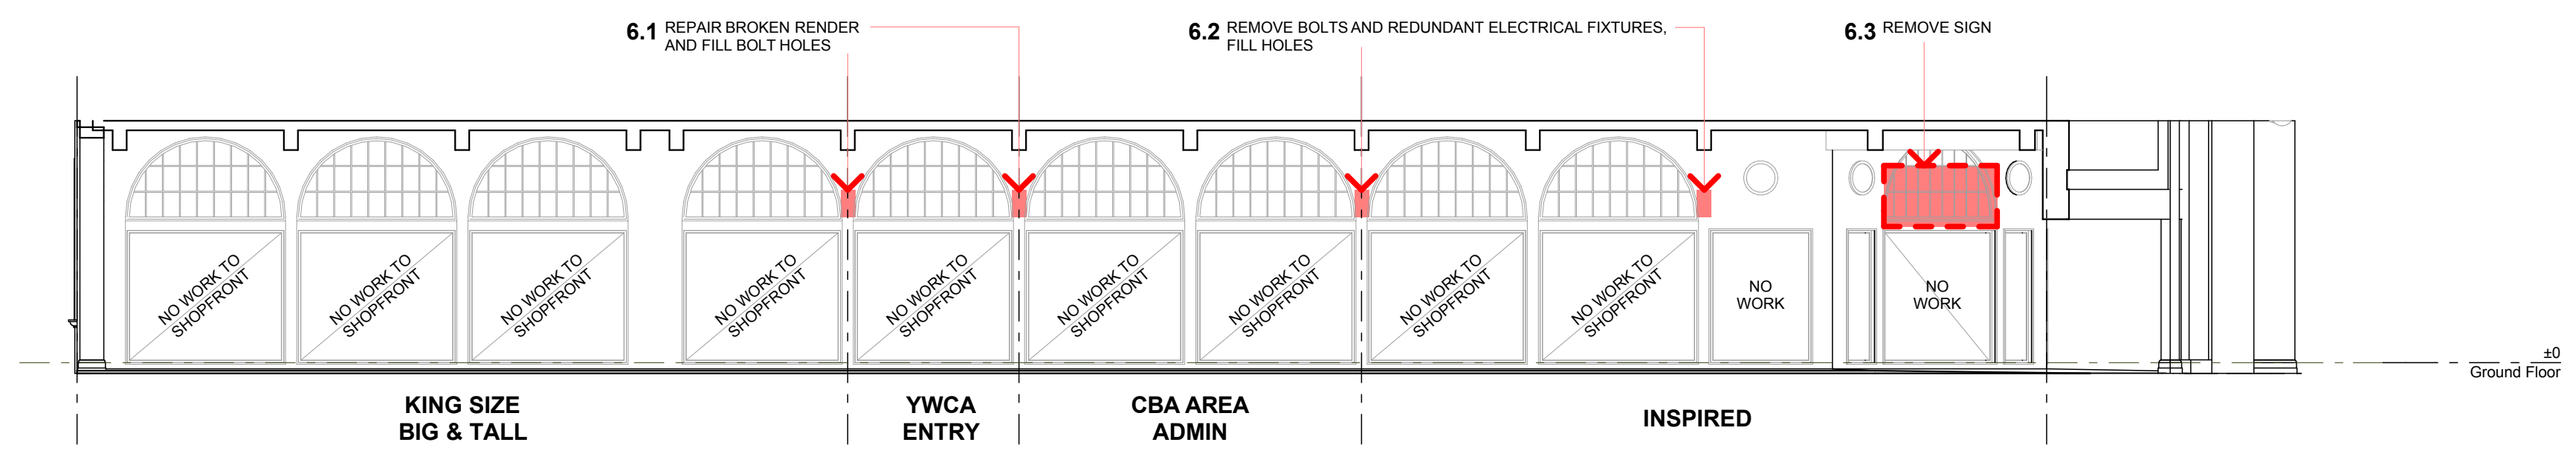 6.1 REPAIR BROKEN RENDER
AND FILL BOLT HOLES
6.2 REMOVE BOLTS AND REDUNDANT ELECTRICAL FIXTURES,
FILL HOLES
6.3 REMOVE SIGN
NO WORK TO
SHOPFRONT
NO WORK TO
SHOPFRONT
NO WORK TO
SHOPFRONT
NO WORK TO
SHOPFRONT
NO WORK TO
SHOPFRONT
NO WORK TO
SHOPFRONT
NO WORK TO
SHOPFRONT
NO WORK TO
SHOPFRONT
NO WORK TO
SHOPFRONT
NO
WORK
NO
WORK
±0
Ground Floor
KING SIZE
BIG & TALL
YWCA
ENTRY
CBA AREA
ADMIN
INSPIRED